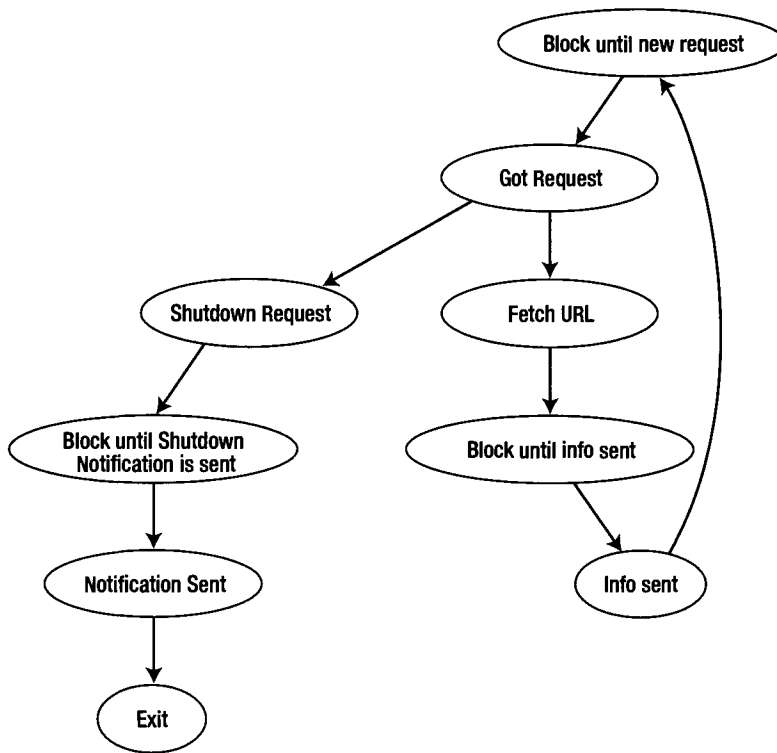 Block until new request
Got Request
Shutdown Request
Fetch URL
Block until Shutdown
Notification is sent
Block until info sent
Notification Sent
Info sent
Exit